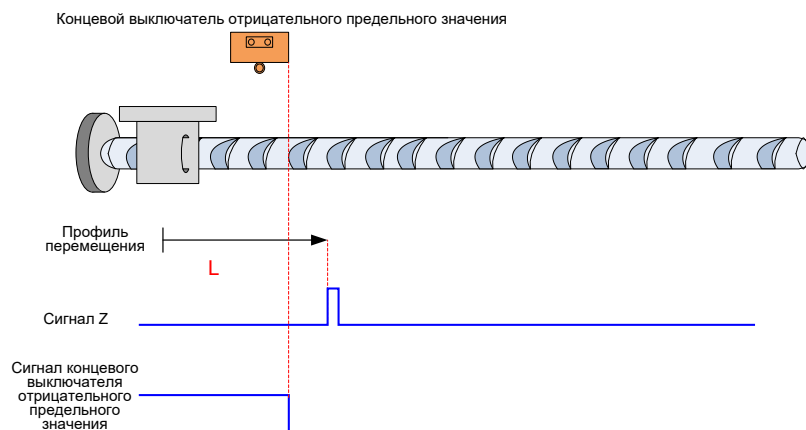 Концевой выключатель отрицательного предельного значения
Профиль
перемещения
L
Сигнал Z
Сигнал концевого
выключателя
отрицательного
предельного
значения